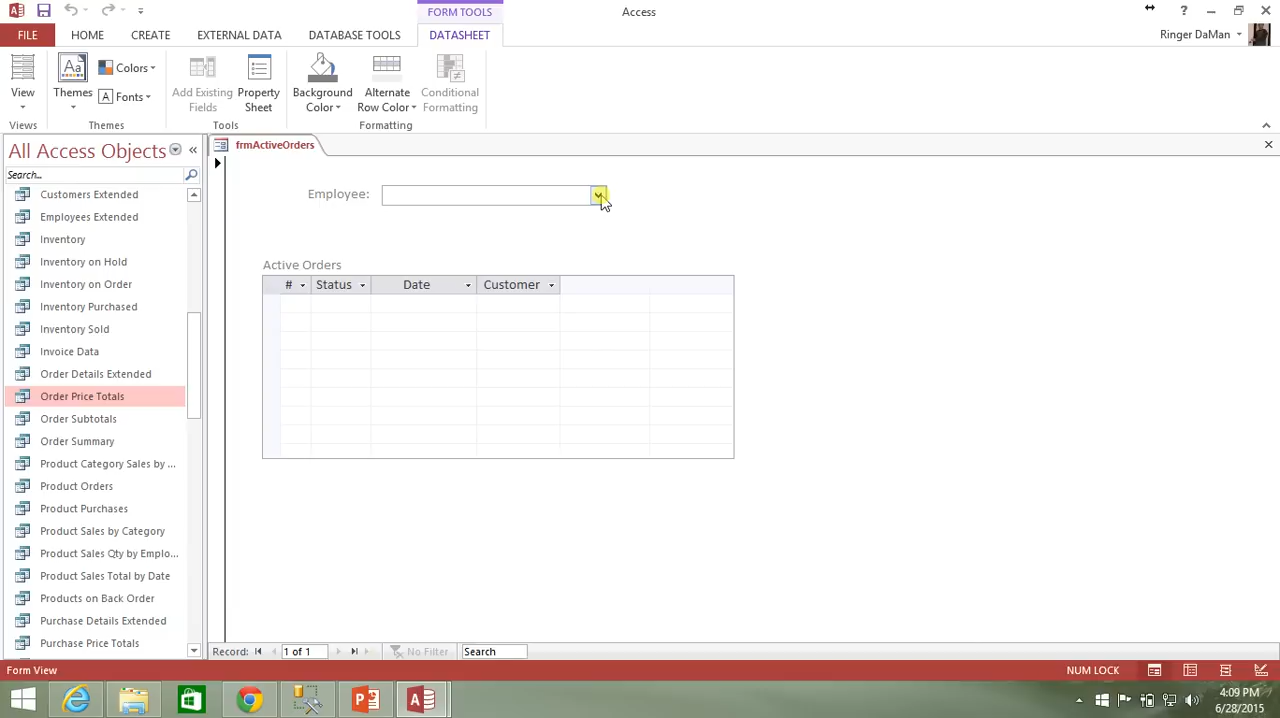 FORM TOOLS
Access
?
FILE
HOME
CREATE
EXTERNAL DATA
DATABASE TOOLS
DATASHEET
Ringer DaMan
View
Views
Aa
Themes
Colors
A Fonts
Themes
Add Existing
Fields
Property
Sheet
Tools
Background
Color
Alternate
Row Color
Conditional
Formatting
Formatting
All Access Objects
Search...
Customers Extended
Employees Extended
Inventory
Inventory on Hold
Inventory on Order
Inventory Purchased
Inventory Sold
Invoice Data
Order Details Extended
Order Price Totals
Order Subtotals
Order Summary
Product Category Sales by ...
Product Orders
Product Purchases
Product Sales by Category
Product Sales Qty by Emplo...
Product Sales Total by Date
Products on Back Order
Purchase Details Extended
Purchase Price Totals
frmActiveOrders
Employee:
Active Orders
# Status Date Customer
Record: 1 of 1 No Filter Search
Form View
NUM LOCK
4:09 PM
6/28/2015